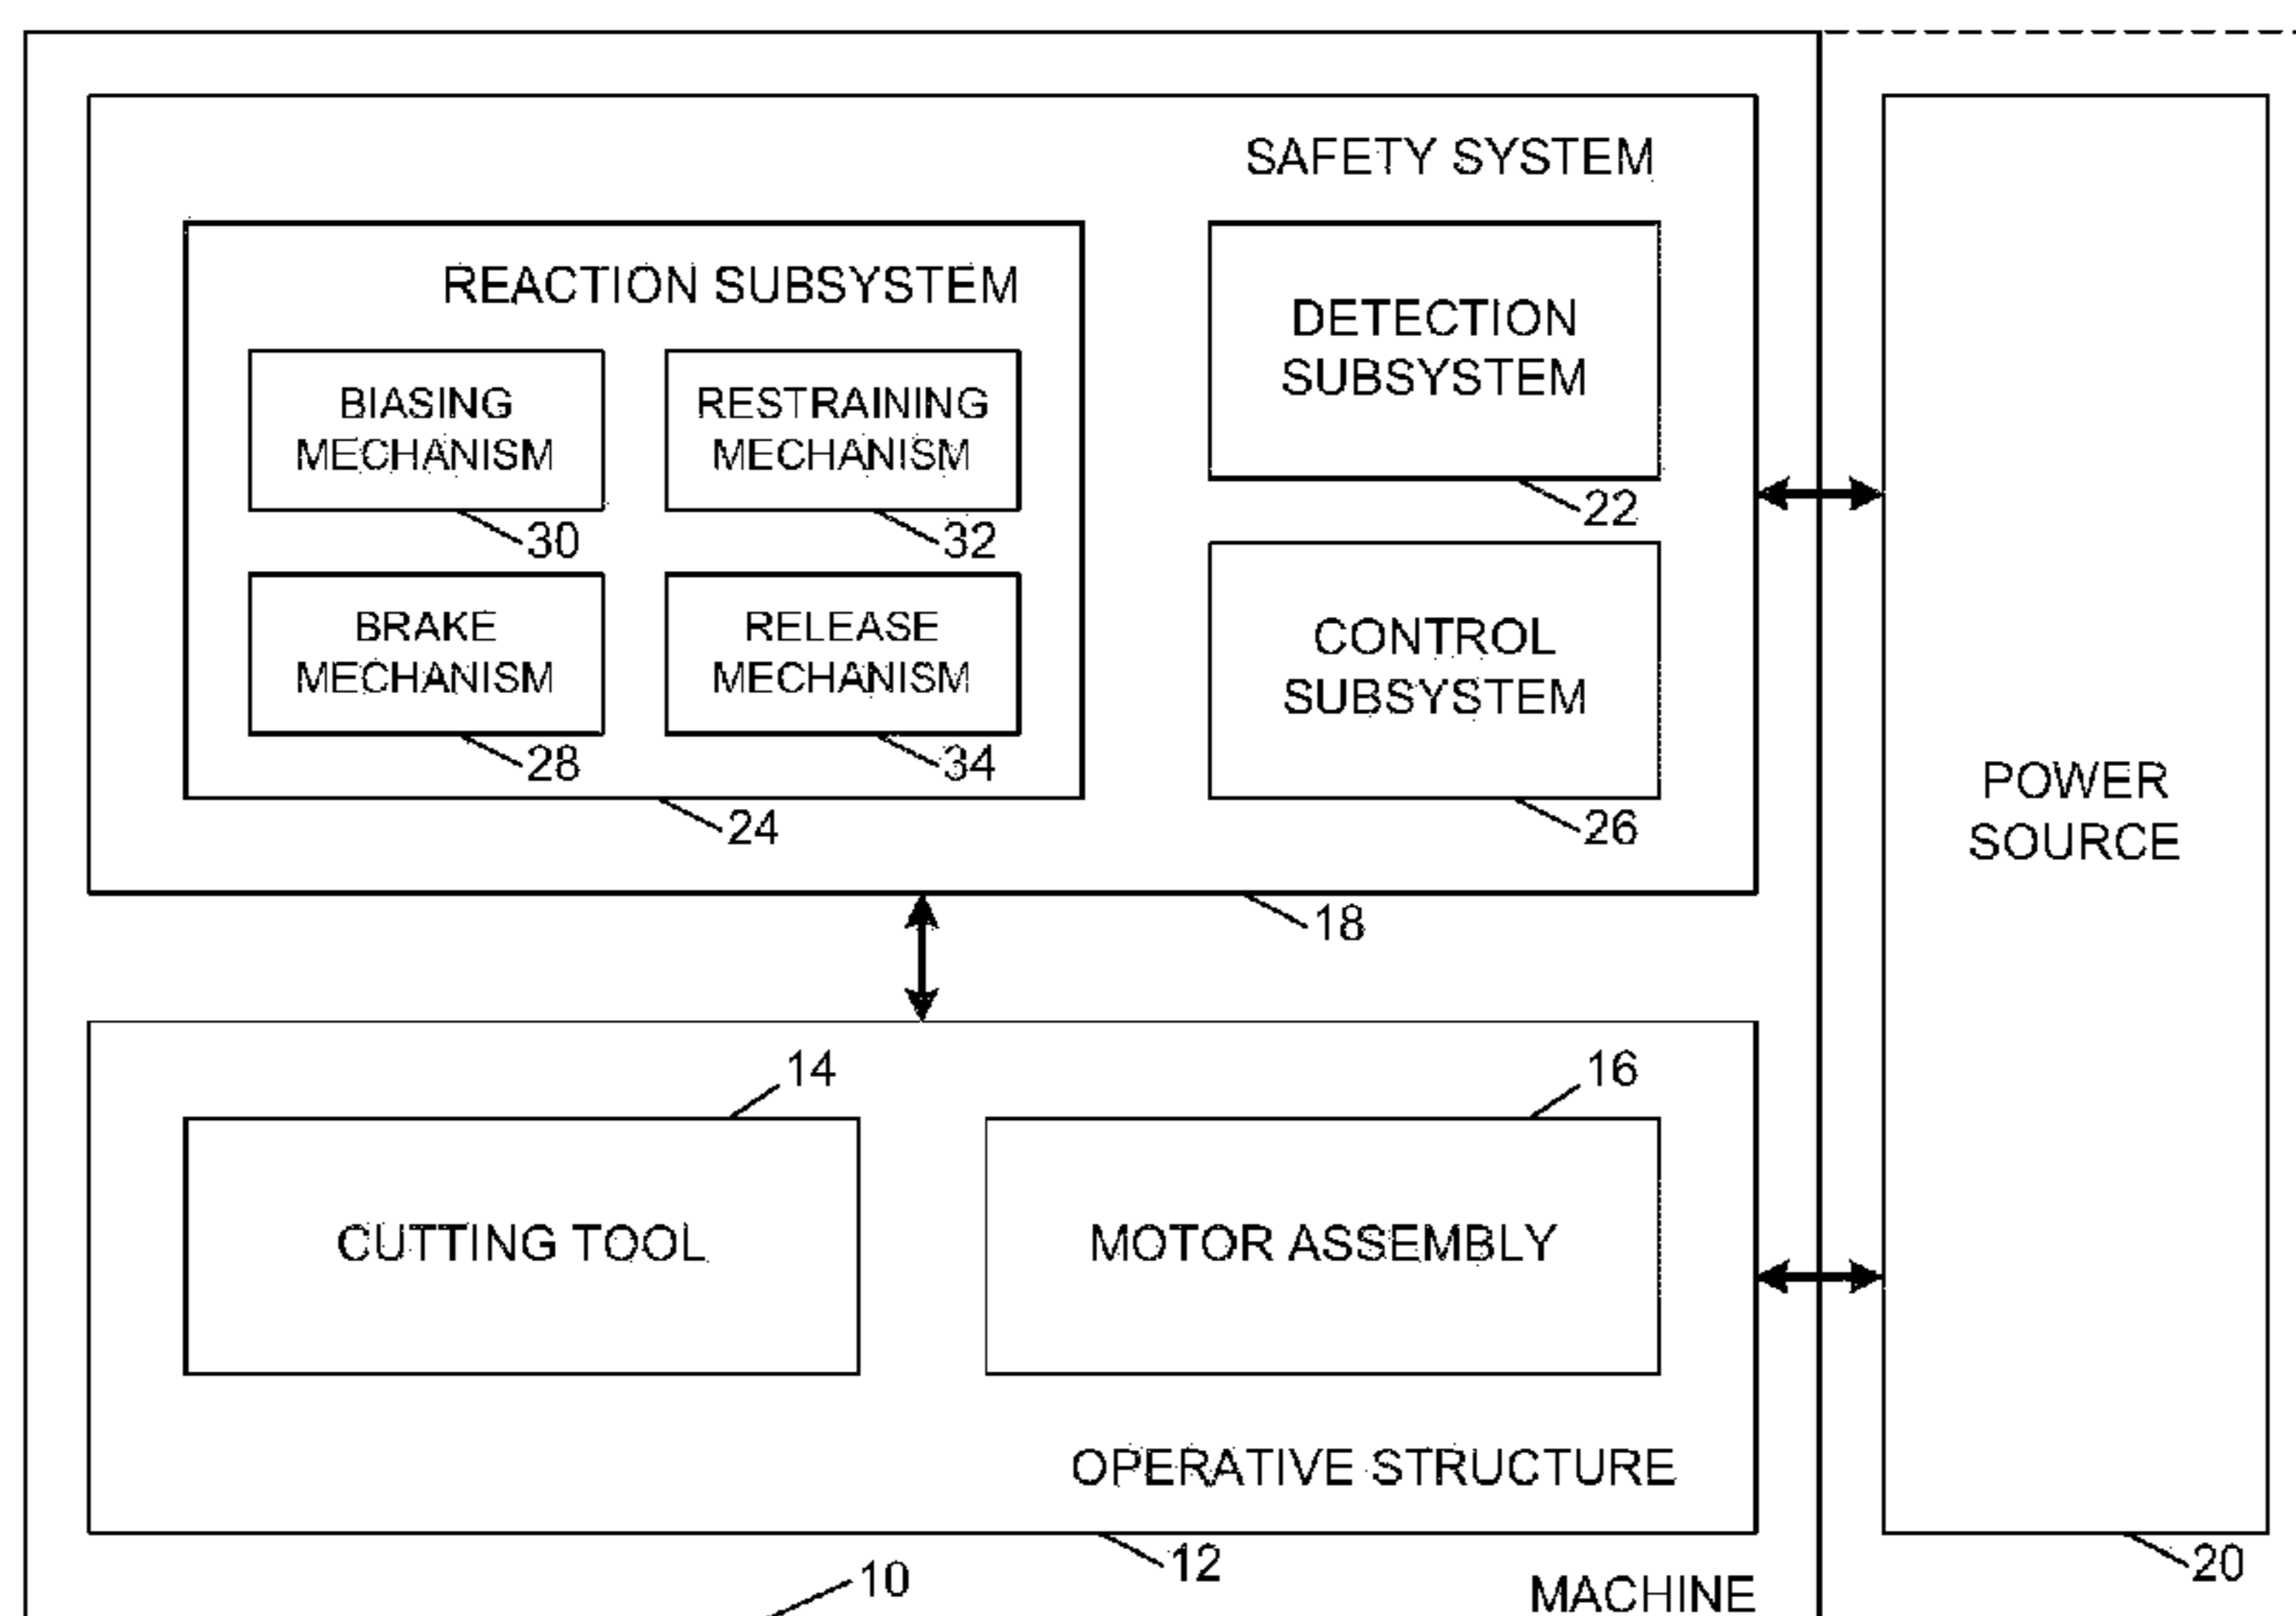 SAFETY SYSTEM
REACTION SUBSYSTEM
BIASING
MECHANISM
30
RESTRAINING
MECHANISM
32
BRAKE
MECHANISM
28
RELEASE
MECHANISM
34
24
DETECTION
SUBSYSTEM
22
CONTROL
SUBSYSTEM
26
18
POWER
SOURCE
20
14
CUTTING TOOL
16
MOTOR ASSEMBLY
OPERATIVE STRUCTURE
12
10
MACHINE